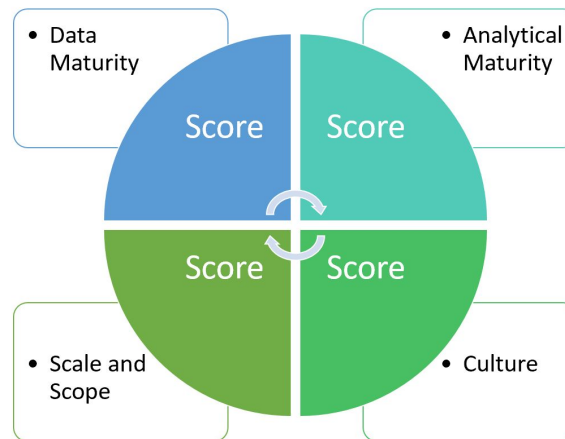 • Data
Maturity
• Analytical
Maturity
Score
Score
Score
Score
• Scale and
Scope
• Culture